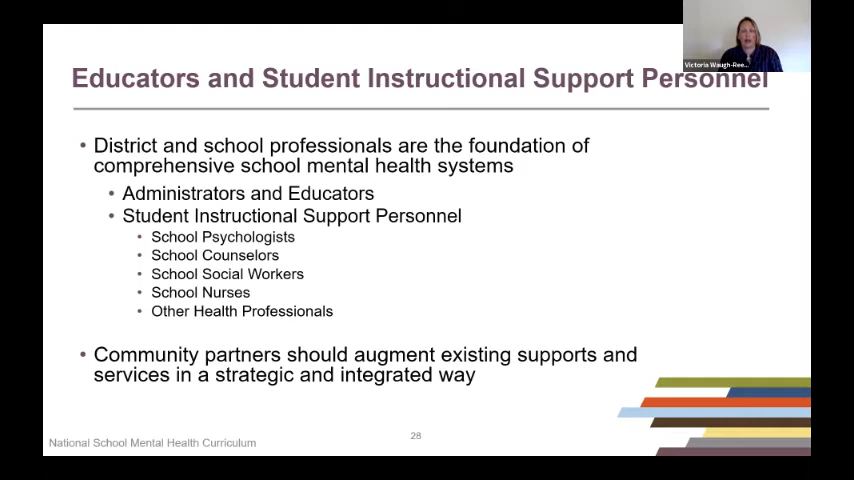 Educators and Student Instructional Support Personnel
Victoria Waugh-Ree...
• District and school professionals are the foundation of
comprehensive school mental health systems
• Administrators and Educators
• Student Instructional Support Personnel
• School Psychologists
• School Counselors
• School Social Workers
• School Nurses
• Other Health Professionals
• Community partners should augment existing supports and
services in a strategic and integrated way
28
National School Mental Health Curriculum